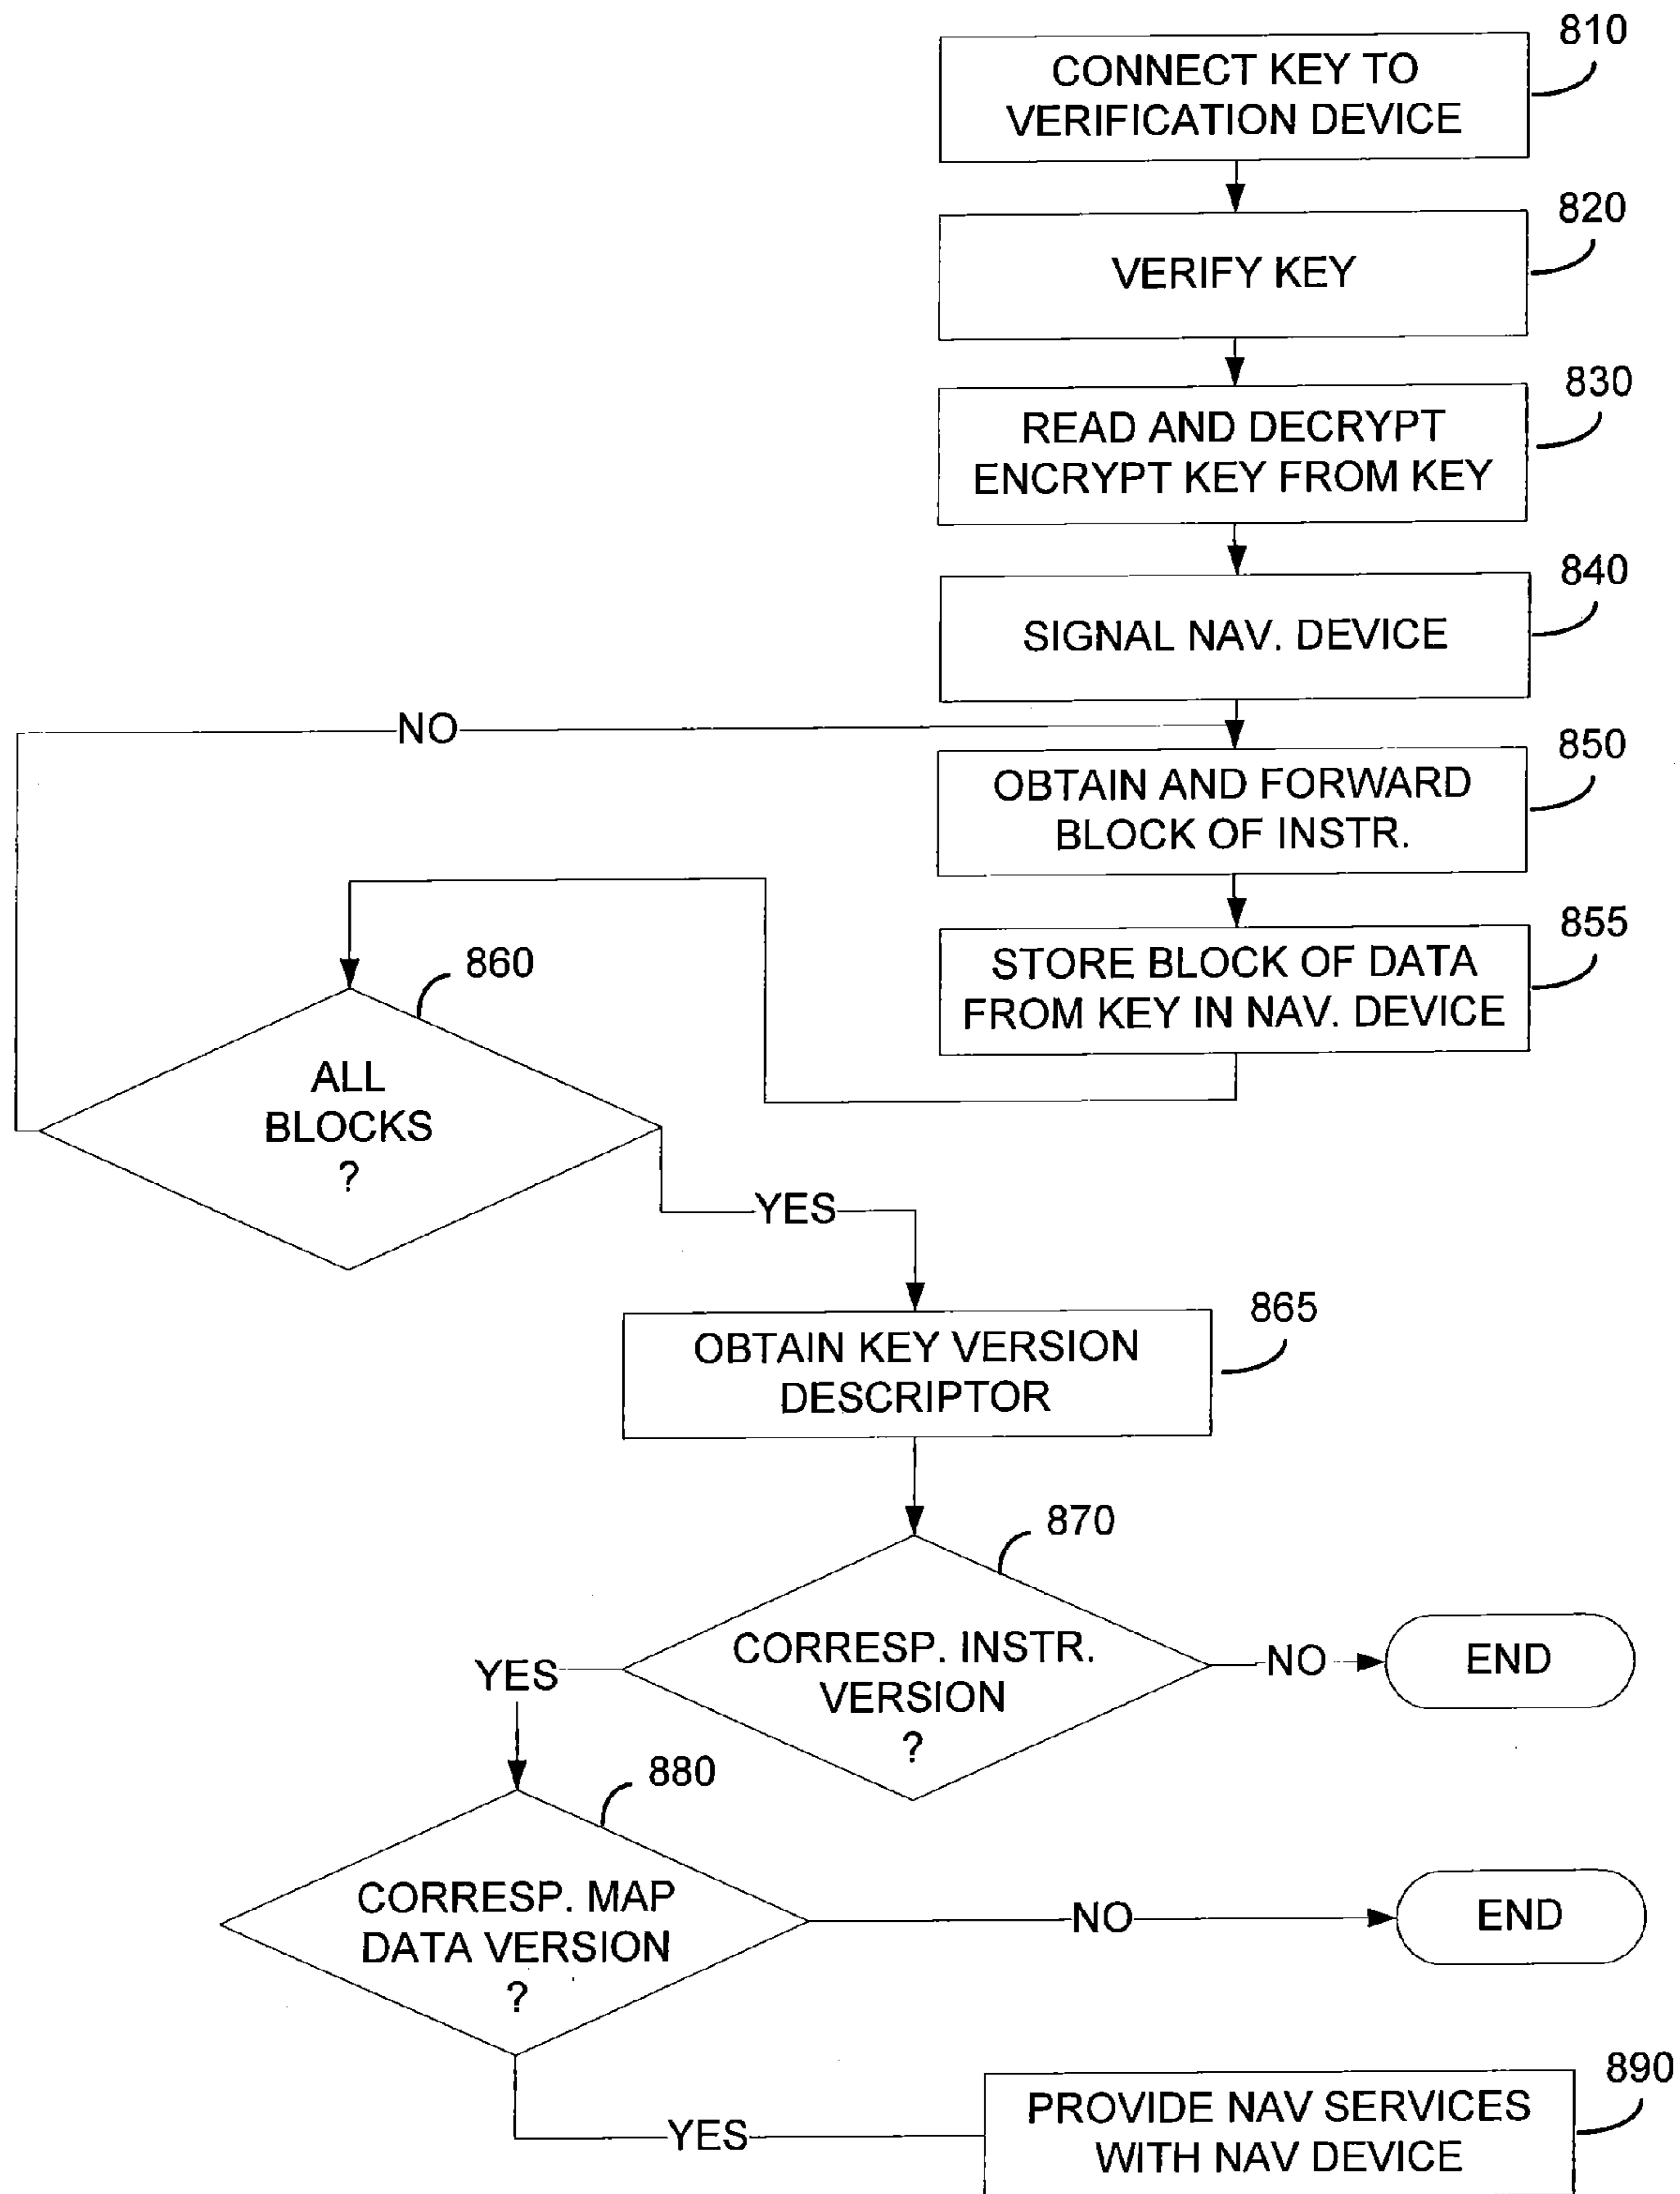 810
CONNECT KEY TO
VERIFICATION DEVICE
820
VERIFY KEY
830
READ AND DECRYPT
ENCRYPT KEY FROM KEY
840
SIGNAL NAV. DEVICE
NO
850
OBTAIN AND FORWARD
BLOCK OF INSTR.
855
STORE BLOCK OF DATA
FROM KEY IN NAV. DEVICE
860
ALL
BLOCKS
?
YES
865
OBTAIN KEY VERSION
DESCRIPTOR
870
CORRESP. INSTR.
VERSION
?
NO
END
YES
880
CORRESP. MAP
DATA VERSION
?
NO
END
YES
890
PROVIDE NAV SERVICES
WITH NAV DEVICE